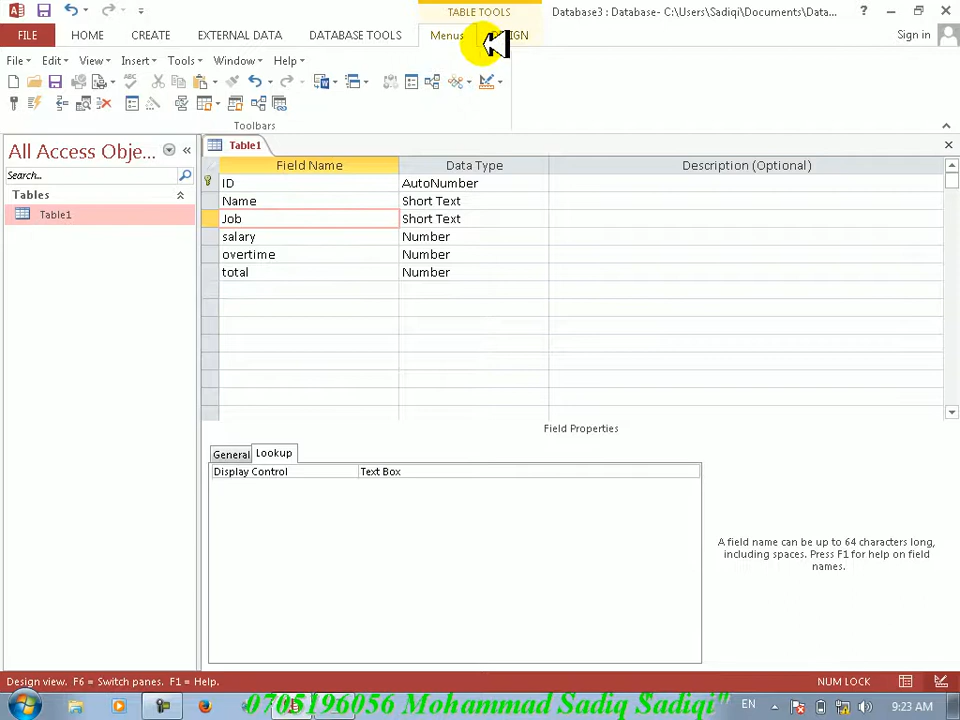 TABLE TOOLS
Database3 : Database- C:\Users\Sadiqi\Documents\Data...
FILE HOME CREATE EXTERNAL DATA DATABASE TOOLS Menus DESIGN Sign in
File Edit View Insert Tools Window Help
Toolbars
All Access Obje...
Search...
Tables
Table1
Table1
Field Name Data Type Description (Optional)
ID AutoNumber
Name Short Text
Job Short Text
salary Number
overtime Number
total Number
Field Properties
General Lookup
Display Control Text Box
A field name can be up to 64 characters long,
including spaces. Press F1 for help on field
names.
Design view. F6 = Switch panes. F1 = Help.
NUM LOCK
0705196056 Mohammad Sadiq Sadiqi"
EN
9:23 AM